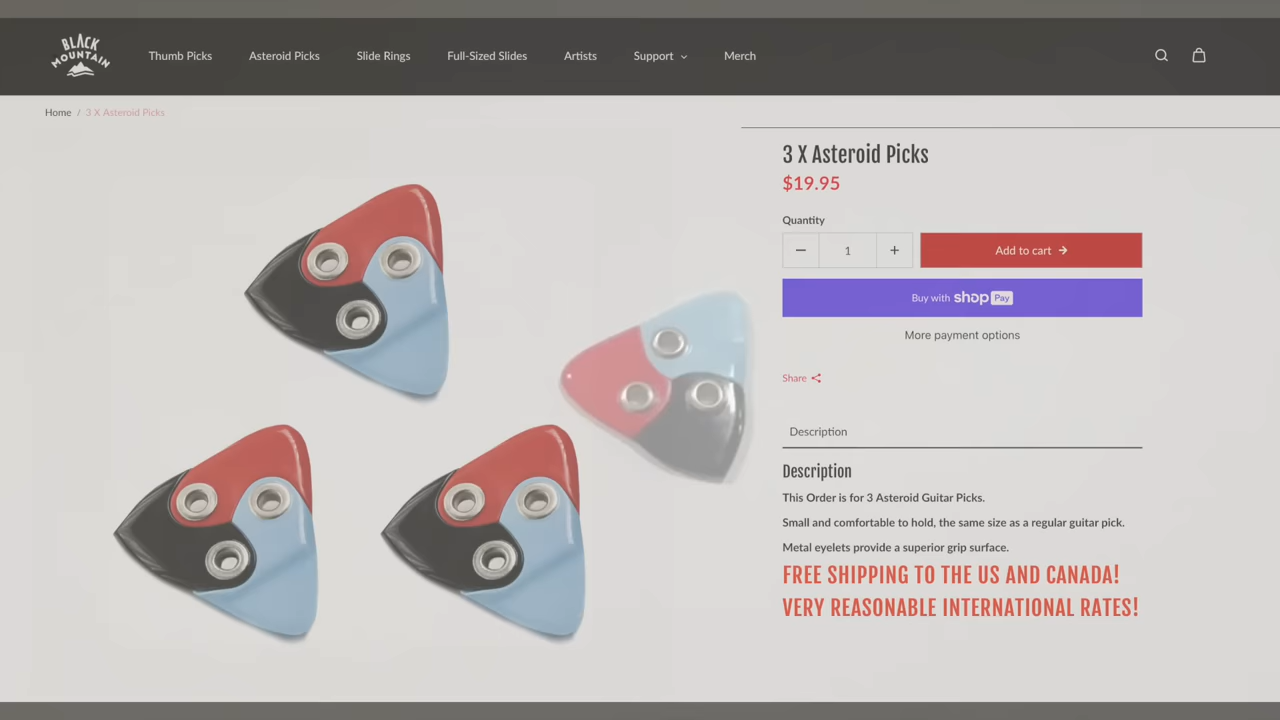 BLACK
MOUNTAIN
Thumb Picks
Asteroid Picks
Slide Rings
Full-Sized Slides
Artists
Support
Merch
Home / 3 X Asteroid Picks
3 X Asteroid Picks
$19.95
Quantity
1
Add to cart
Buy with shop Pay
More payment options
Share
Description
Description
This Order is for 3 Asteroid Guitar Picks.
Small and comfortable to hold, the same size as a regular guitar pick.
Metal eyelets provide a superior grip surface.
FREE SHIPPING TO THE US AND CANADA!
VERY REASONABLE INTERNATIONAL RATES!